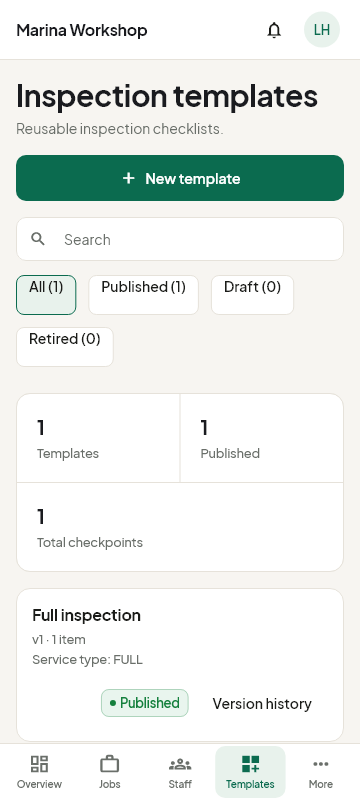 Marina Workshop
LH
Inspection templates
Reusable inspection checklists.
+ New template
Search
All (1)
Published (1)
Draft (0)
Retired (0)
1
Templates
1
Published
1
Total checkpoints
Full inspection
v1 · 1 item
Service type: FULL
Published
Version history
Overview
Jobs
Staff
Templates
More